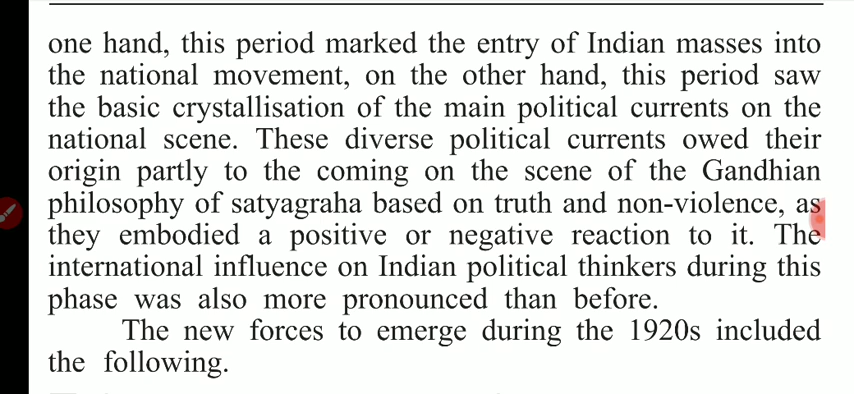 one hand, this period marked the entry of Indian masses into
the national movement, on the other hand, this period saw
the basic crystallisation of the main political currents on the
national scene. These diverse political currents owed their
origin partly to the coming on the scene of the Gandhian
philosophy of satyagraha based on truth and non-violence, as
they embodied a positive or negative reaction to it. The
international influence on Indian political thinkers during this
phase was also more pronounced than before.
The new forces to emerge during the 1920s included
the following.